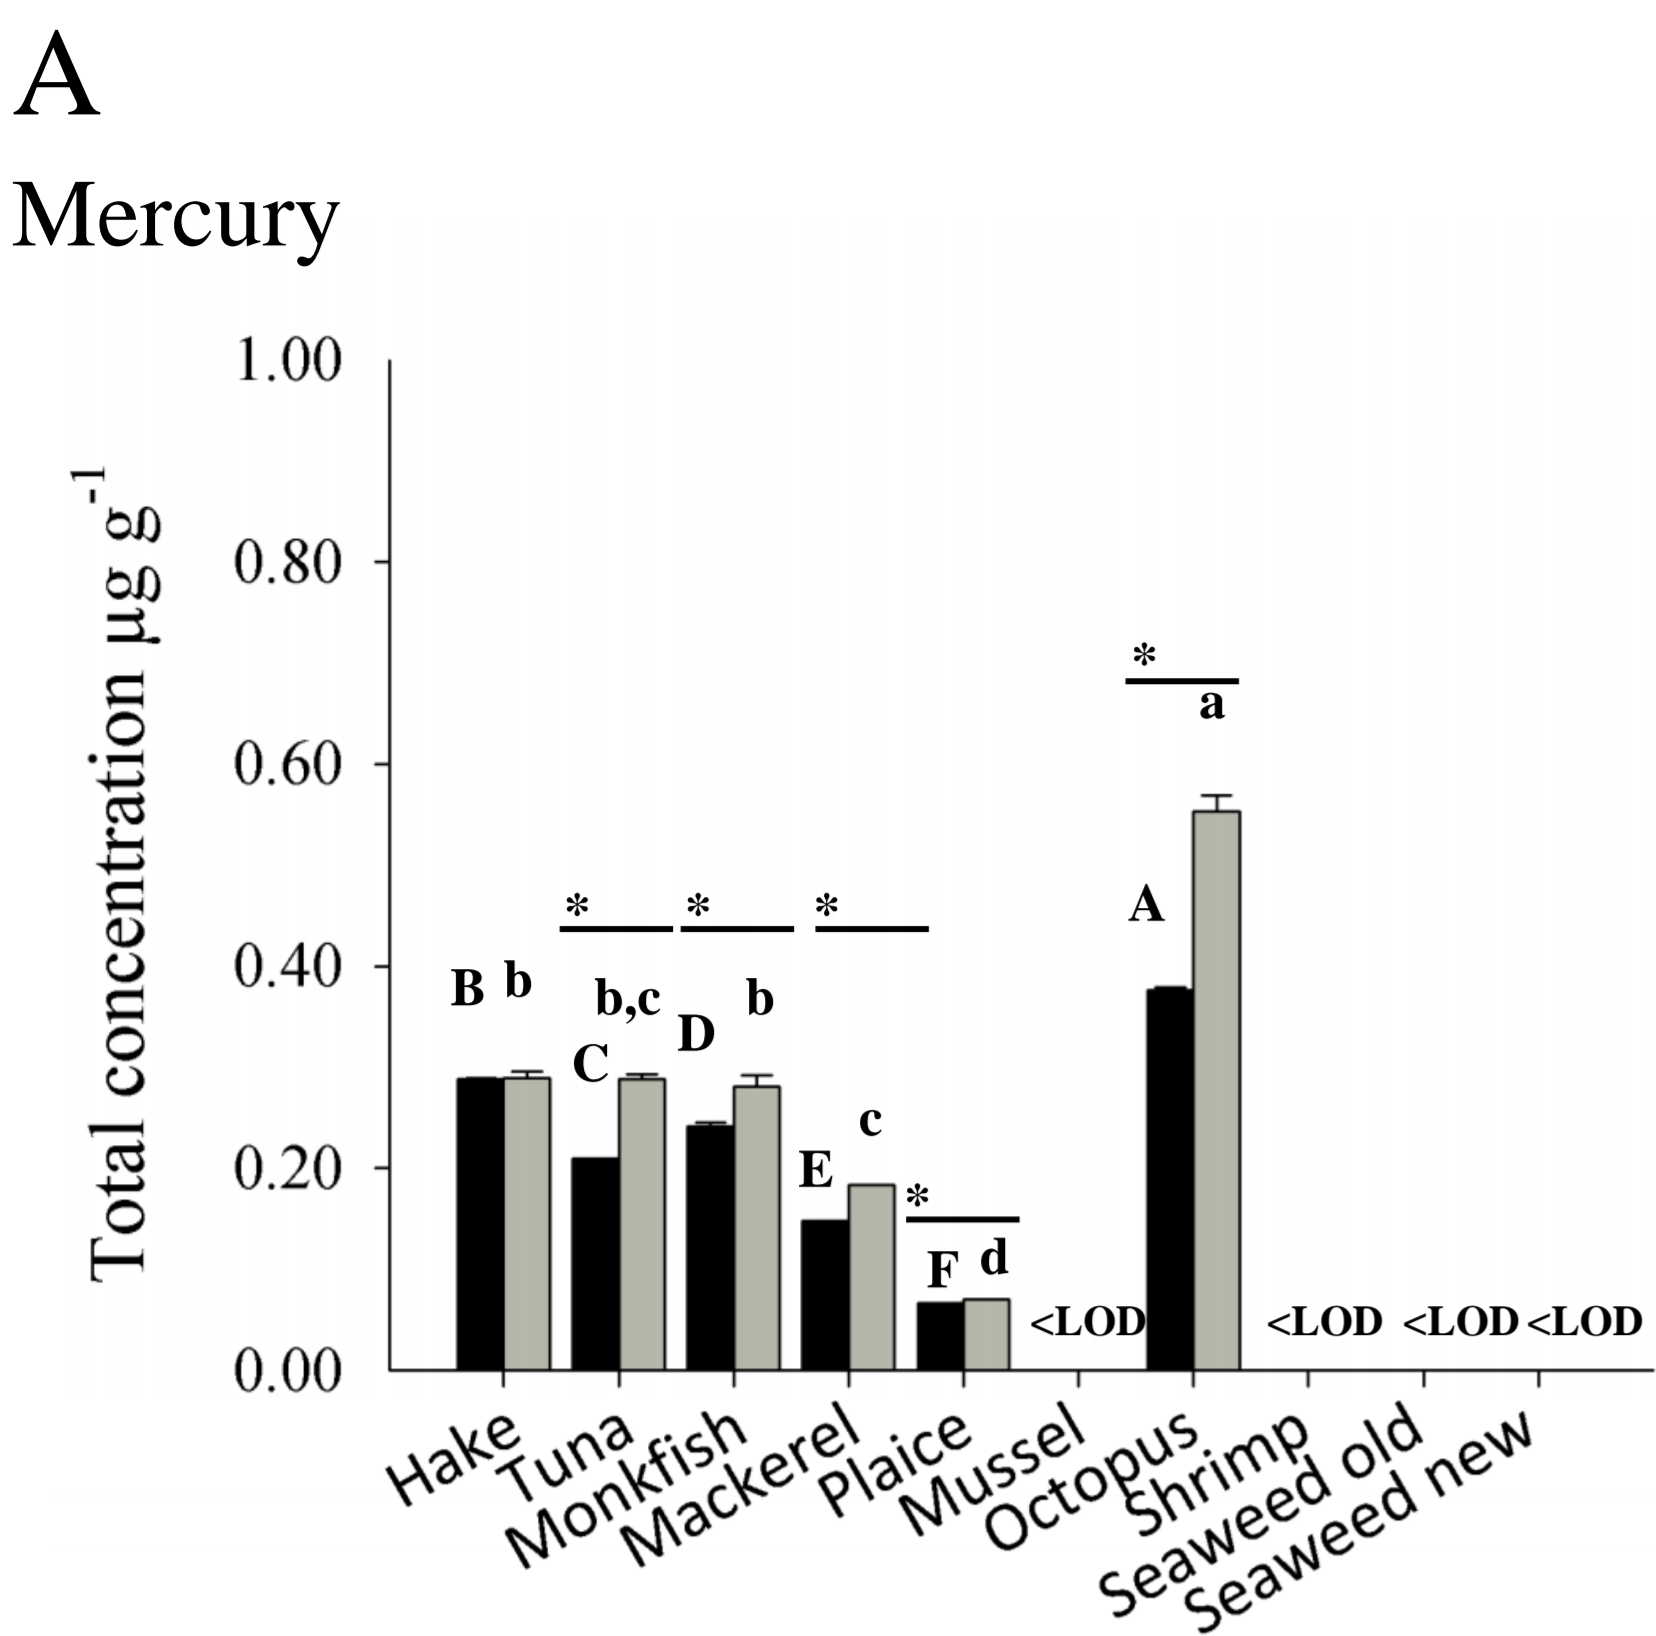 A
Mercury
Total concentration µg g-1
1.00
0.80
0.60
0.40
0.20
0.00
*
a
A
* * *
B b
b,c
b
D
C
c
E
*
F d
<LOD <LOD <LOD <LOD
Hake
Tuna
Monkfish
Mackerel
Plaice
Mussel
Octopus
Shrimp
Seaweed old
Seaweed new